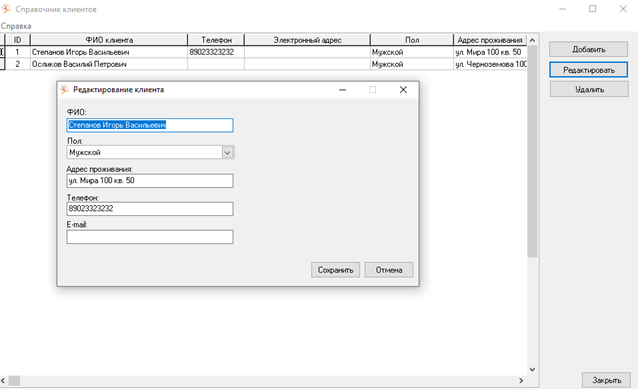 Справочник клиентов
Справка
ID ФИО клиента Телефон Электронный адрес Пол Адрес проживания
1 Степанов Игорь Васильевич 89023323232 Мужской ул. Мира 100 кв. 50
2 Осликов Василий Петрович Мужской ул. Черноземова 100
Добавить
Редактировать
Удалить
Редактирование клиента
ФИО:
Степанов Игорь Васильевич
Пол:
Мужской
Адрес проживания:
ул. Мира 100 кв. 50
Телефон:
89023323232
E-mail:
Сохранить Отмена
Закрыть